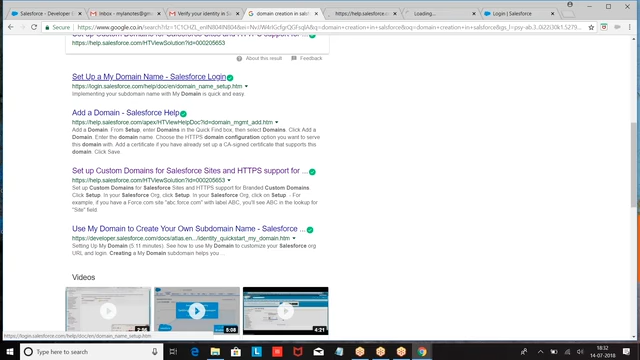 Salesforce - Develope
Inbox - mylanotes@gm
Verify your identity in S
domain creation in sales
https://help.salesforce.c
Loading...
Login | Salesforce
Secure
https://www.google.co.in/search?
Set up Custom Domains for Salesforce Sites and HTTPS support for ...
https://help.salesforce.com/HTViewSolution?id=000205653
About this result
Feedback
Set Up a My Domain Name - Salesforce Login
https://login.salesforce.com/help/doc/en/domain_name_setup.htm
Implementing your subdomain name with My Domain is quick and easy.
Add a Domain - Salesforce Help
https://help.salesforce.com/apex/HTViewHelpDoc?id=domain_mgmt_add.htm
Add a Domain. From Setup, enter Domains in the Quick Find box, then select Domains. Click Add a
Domain. Enter the domain name. Choose the HTTPS domain configuration option you want to serve
this domain with. Add a certificate if you have already set up a CA-signed certificate that supports this
domain. Click Save.
Set up Custom Domains for Salesforce Sites and HTTPS support for ...
https://help.salesforce.com/HTViewSolution?id=000205653
Set up Custom Domains for Salesforce Sites and HTTPS support for Branded Custom Domains.
Click Setup. In your Salesforce Org, click Setup. In your Salesforce Org, click on Setup. - For
example, if you have a Force.com site "abc.force.com" with label ABC, you'll see ABC in the lookup for
"Site" field.
Use My Domain to Create Your Own Subdomain Name - Salesforce ...
https://developer.salesforce.com/docs/atlas.en.../identity_quickstart_my_domain.htm
Setting Up My Domain (5:11 minutes). See how to use My Domain to customize your Salesforce org
URL and login. Creating a My Domain subdomain helps you ...
Videos
5:08
4:21
https://login.salesforce.com/help/doc/en/domain_name_setup.htm
Type here to search
18:32
14-07-2018